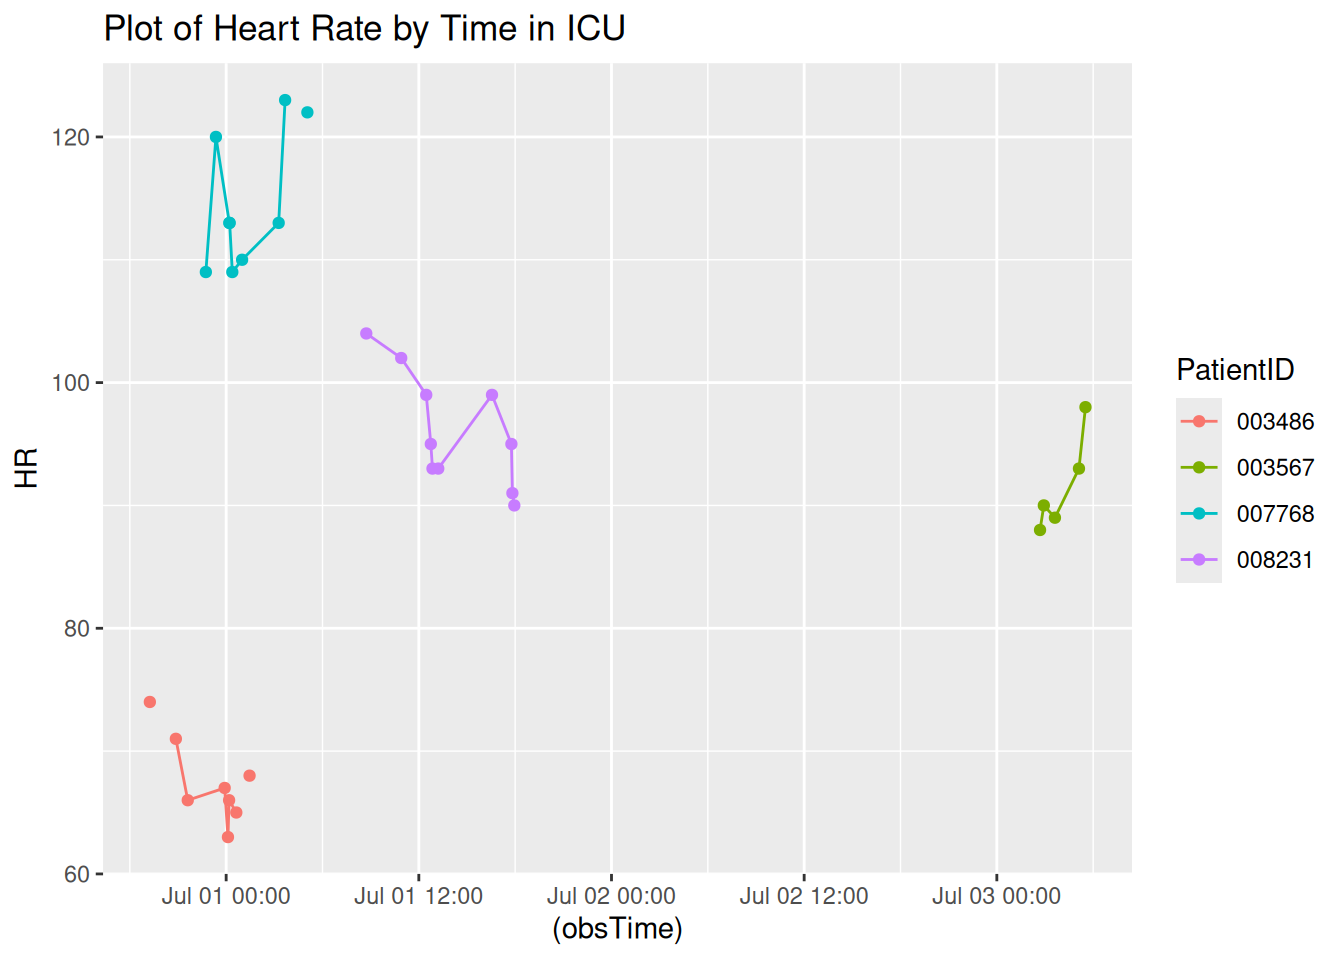 Plot of Heart Rate by Time in ICU
120
100
80
60
HR
Jul 01 00:00 Jul 01 12:00 Jul 02 00:00 Jul 02 12:00 Jul 03 00:00
(obsTime)
PatientID
003486
003567
007768
008231